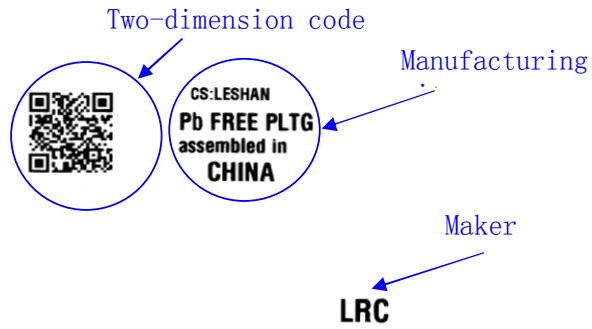 Two-dimension code
Manufacturing
CS:LESHAN
Pb FREE PLTG
assembled in
CHINA
Maker
LRC